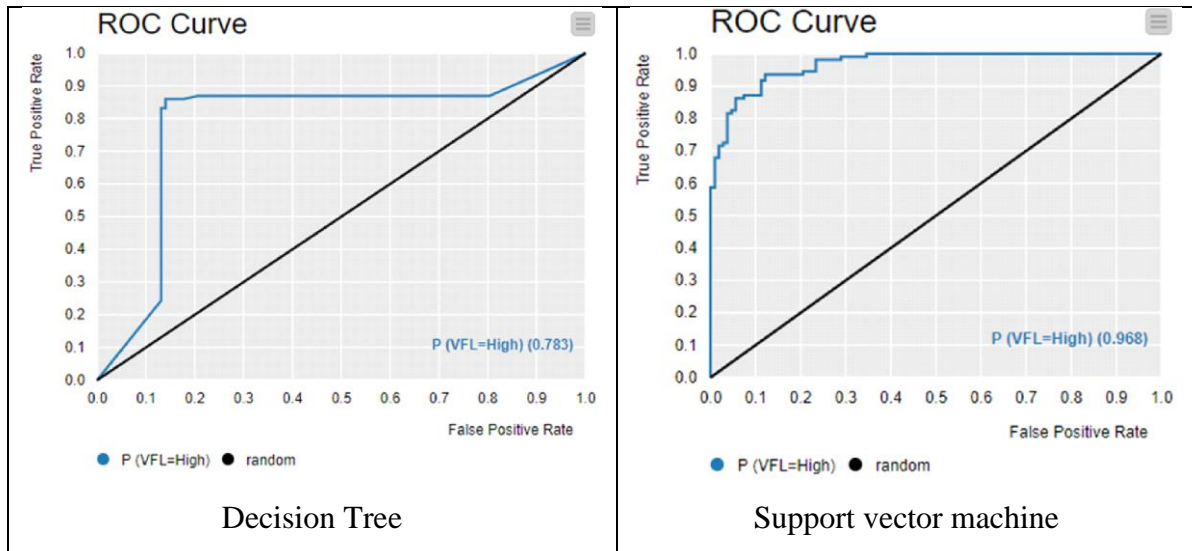 ROC Curve
True Positive Rate
1.0
0.9
0.8
0.7
0.6
0.5
0.4
0.3
0.2
0.1
0.0
P (VFL=High) (0.783)
0.0 0.1 0.2 0.3 0.4 0.5 0.6 0.7 0.8 0.9 1.0
False Positive Rate
P (VFL=High) random
Decision Tree
ROC Curve
True Positive Rate
1.0
0.9
0.8
0.7
0.6
0.5
0.4
0.3
0.2
0.1
0.0
P (VFL=High) (0.968)
0.0 0.1 0.2 0.3 0.4 0.5 0.6 0.7 0.8 0.9 1.0
False Positive Rate
P (VFL=High) random
Support vector machine